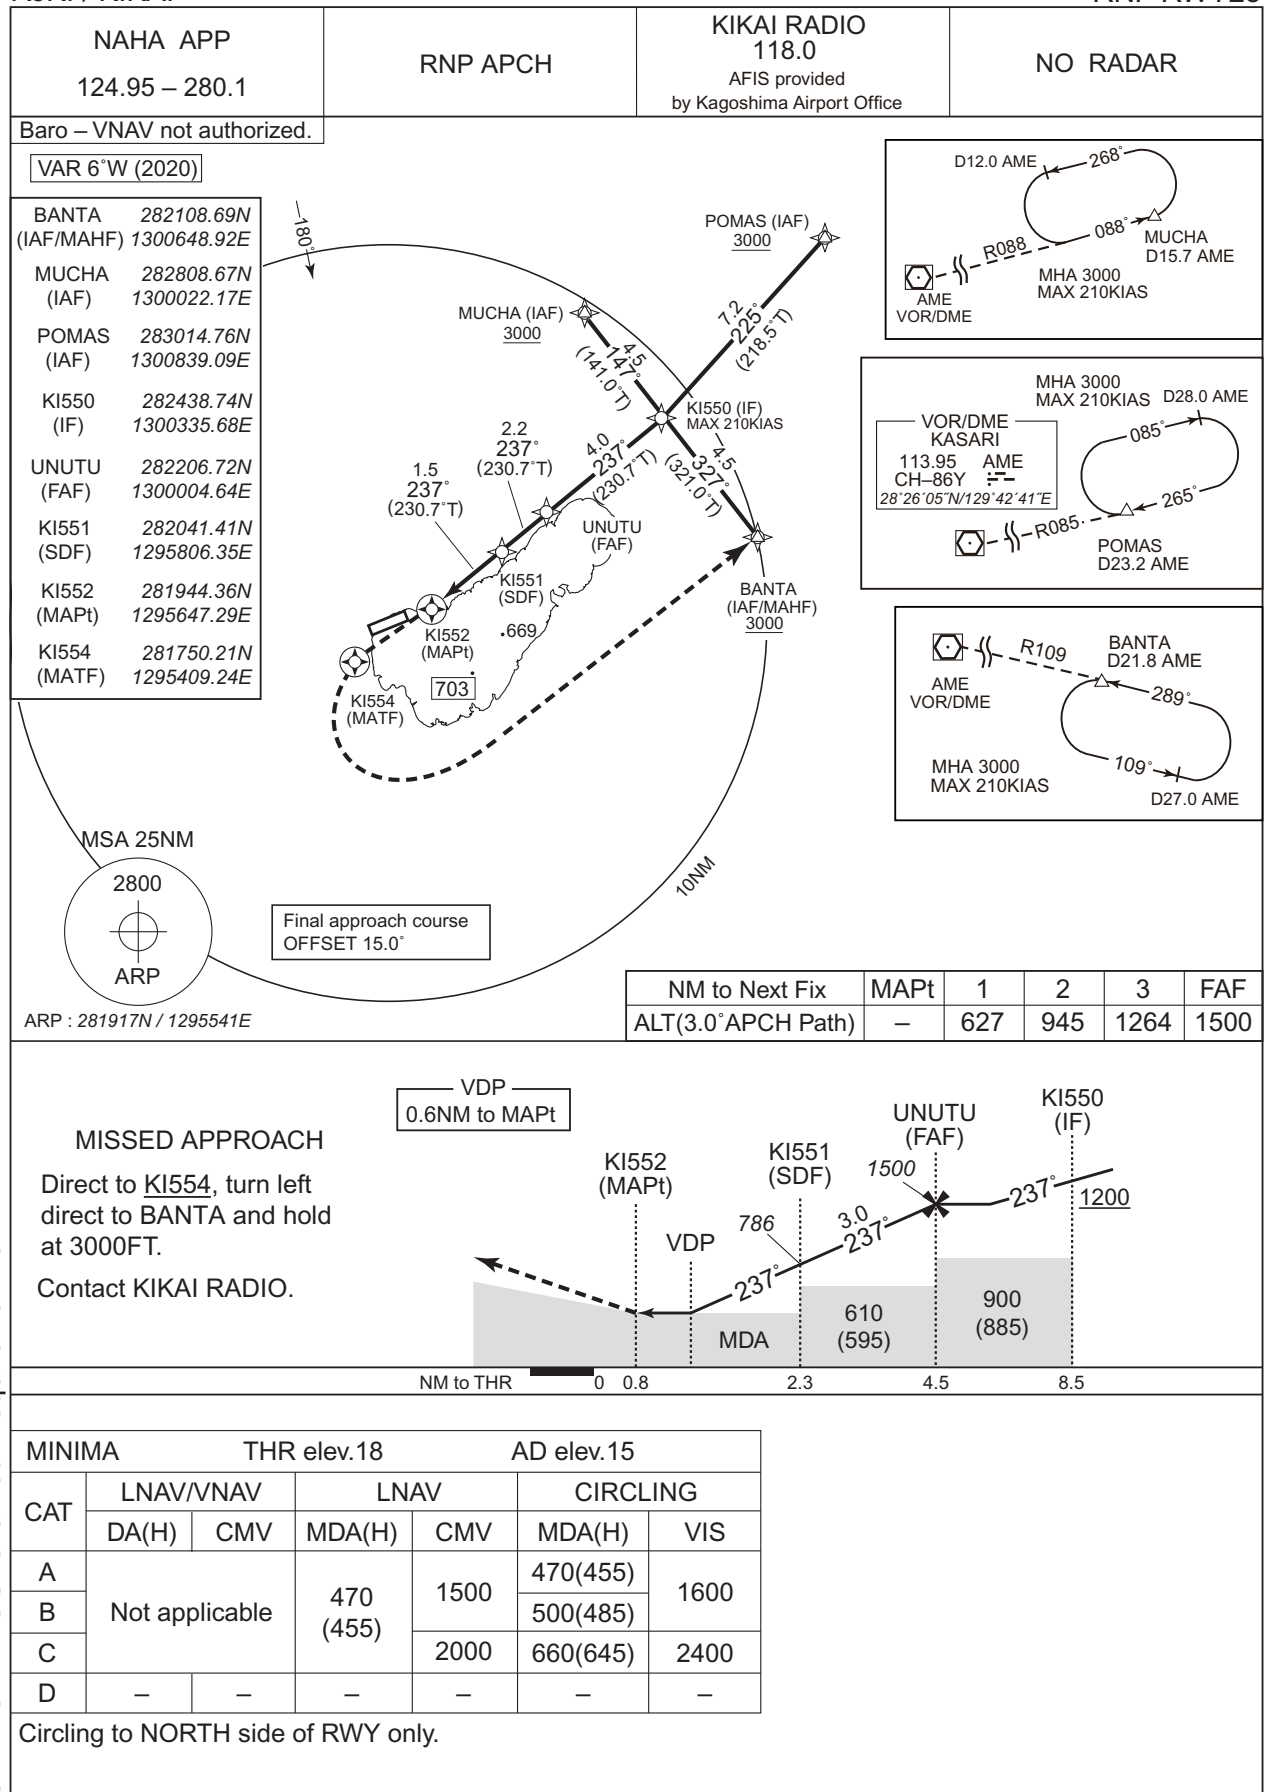 NAHA APP
124.95 – 280.1
RNP APCH
KIKAI RADIO
118.0
AFIS provided
by Kagoshima Airport Office
NO RADAR
Baro – VNAV not authorized.
VAR 6˚W (2020)
BANTA 282108.69N
(IAF/MAHF) 1300648.92E
MUCHA 282808.67N
(IAF) 1300022.17E
POMAS 283014.76N
(IAF) 1300839.09E
KI550 282438.74N
(IF) 1300335.68E
UNUTU 282206.72N
(FAF) 1300004.64E
KI551 282041.41N
(SDF) 1295806.35E
KI552 281944.36N
(MAPt) 1295647.29E
KI554 281750.21N
(MATF) 1295409.24E
180˚
POMAS (IAF)
3000
MUCHA (IAF)
3000
7.2
225˚
(218.5˚T)
4.5
147˚
(141.0˚T)
KI550 (IF)
MAX 210KIAS
4.0
237˚
(230.7˚T)
4.5
327˚
(321.0˚T)
2.2
237˚
(230.7˚T)
1.5
237˚
(230.7˚T)
UNUTU
(FAF)
KI551
(SDF)
KI552
(MAPt)
.669
703
KI554
(MATF)
BANTA
(IAF/MAHF)
3000
10NM
D12.0 AME
268˚
088˚
R088
MUCHA
D15.7 AME
MHA 3000
MAX 210KIAS
AME
VOR/DME
MHA 3000
MAX 210KIAS
D28.0 AME
VOR/DME
KASARI
113.95 AME
CH–86Y
28˚26´05˝N/129˚42´41˝E
085˚
265˚
R085
POMAS
D23.2 AME
R109
BANTA
D21.8 AME
AME
VOR/DME
289˚
109˚
MHA 3000
MAX 210KIAS
D27.0 AME
MSA 25NM
2800
ARP
ARP : 281917N / 1295541E
Final approach course
OFFSET 15.0˚
NM to Next Fix MAPt 1 2 3 FAF
ALT(3.0˚APCH Path) – 627 945 1264 1500
VDP
0.6NM to MAPt
MISSED APPROACH
Direct to KI554, turn left
direct to BANTA and hold
at 3000FT.
Contact KIKAI RADIO.
KI552
(MAPt)
VDP
KI551
(SDF)
UNUTU
(FAF)
KI550
(IF)
786
1500
3.0
237˚
237˚
237˚
1200
MDA
610
(595)
900
(885)
NM to THR 0 0.8 2.3 4.5 8.5
MINIMA THR elev.18 AD elev.15
CAT LNAV/VNAV LNAV CIRCLING
DA(H) CMV MDA(H) CMV MDA(H) VIS
A Not applicable 470 (455) 1500 470(455) 1600
B 500(485)
C 2000 660(645) 2400
D – – – – – –
Circling to NORTH side of RWY only.